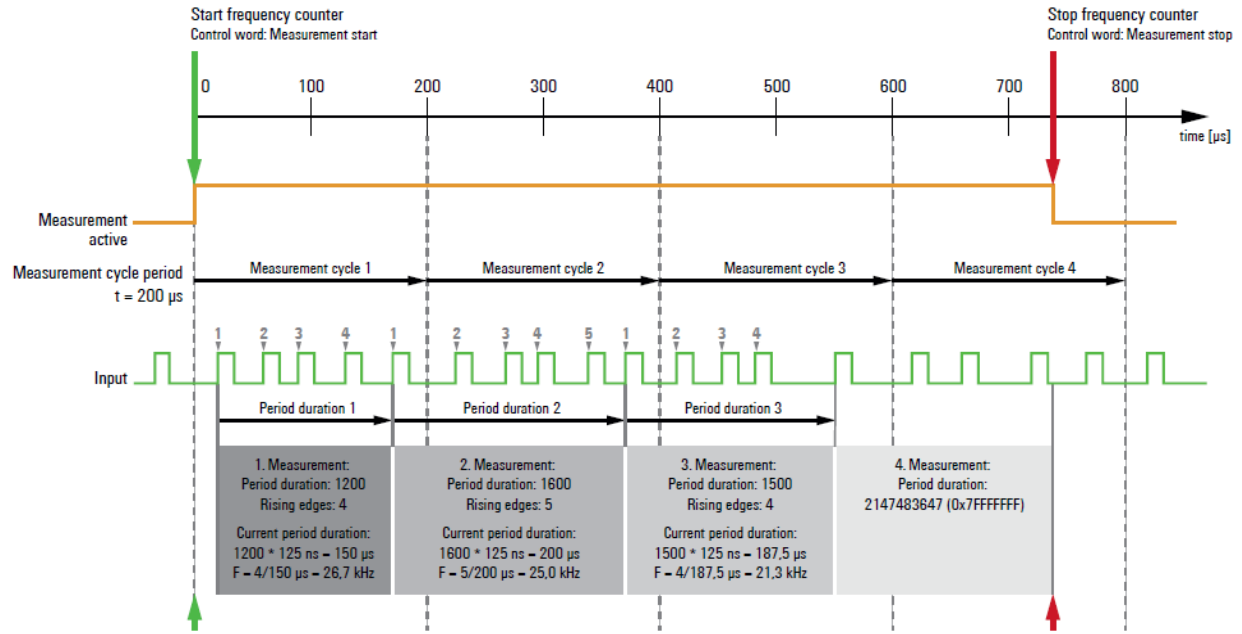 Start frequency counter
Control word: Measurement start
Stop frequency counter
Control word: Measurement stop
0 100 200 300 400 500 600 700 800
time [µs]
Measurement
active
Measurement cycle period
t = 200 µs
Measurement cycle 1
Measurement cycle 2
Measurement cycle 3
Measurement cycle 4
1 2 3 4 1 2 3 4 5 1 2 3 4
Input
Period duration 1
Period duration 2
Period duration 3
1. Measurement:
Period duration: 1200
Rising edges: 4
Current period duration:
1200 * 125 ns – 150 µs
F – 4/150 µs – 26,7 kHz
2. Measurement:
Period duration: 1600
Rising edges: 5
Current period duration:
1600 * 125 ns – 200 µs
F – 5/200 µs – 25,0 kHz
3. Measurement:
Period duration: 1500
Rising edges: 4
Current period duration:
1500 * 125 ns – 187,5 µs
F – 4/187,5 µs – 21,3 kHz
4. Measurement:
Period duration:
2147483647 (0x7FFFFFFF)